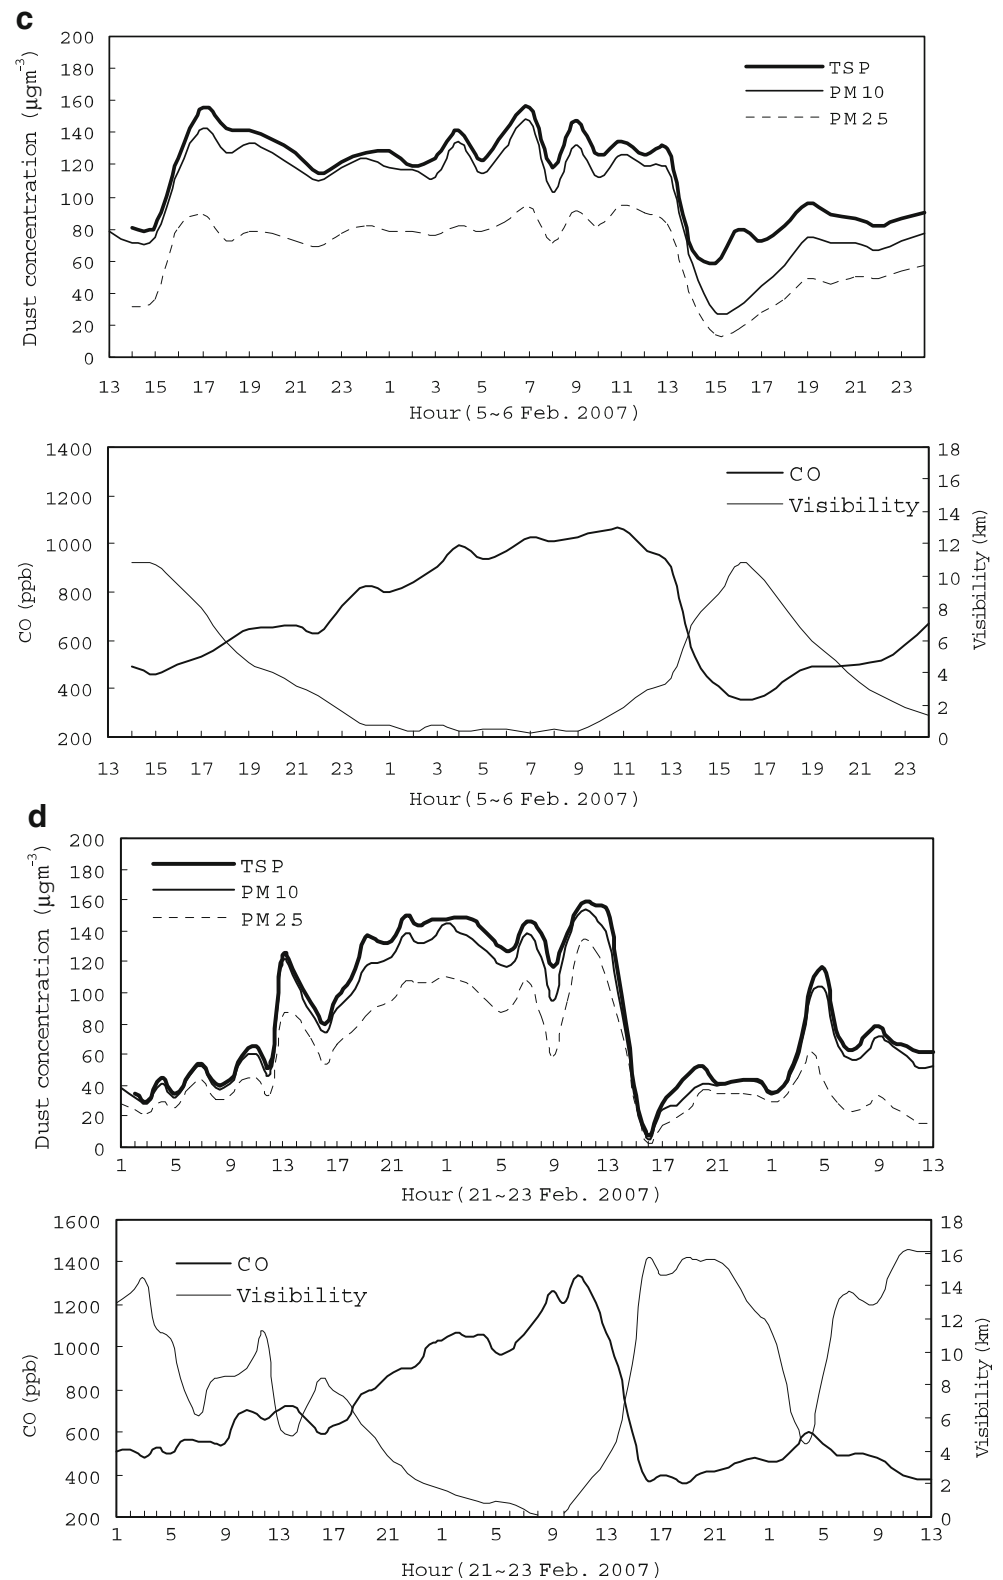 c
Dust concentration (µgm⁻³)
200
180
160
140
120
100
80
60
40
20
0
TSP
PM10
PM25
13 15 17 19 21 23 1 3 5 7 9 11 13 15 17 19 21 23
Hour(5~6 Feb. 2007)
CO (ppb)
1400
1200
1000
800
600
400
200
CO
Visibility
18
16
14
13
12
10
8
6
4
2
0
Visibility (km)
13 15 17 19 21 23 1 3 5 7 9 11 13 15 17 19 21 23
Hour(5~6 Feb. 2007)
d
Dust concentration (µgm⁻³)
200
180
160
140
120
100
80
60
40
20
0
TSP
PM10
PM25
1 5 9 13 17 21 1 5 9 13 17 21 1 5 9 13
Hour(21~23 Feb. 2007)
CO (ppb)
1600
1400
1200
1000
800
600
400
200
CO
Visibility
18
16
14
12
10
8
6
4
2
0
Visibility (km)
1 5 9 13 17 21 1 5 9 13 17 21 1 5 9 13
Hour(21~23 Feb. 2007)